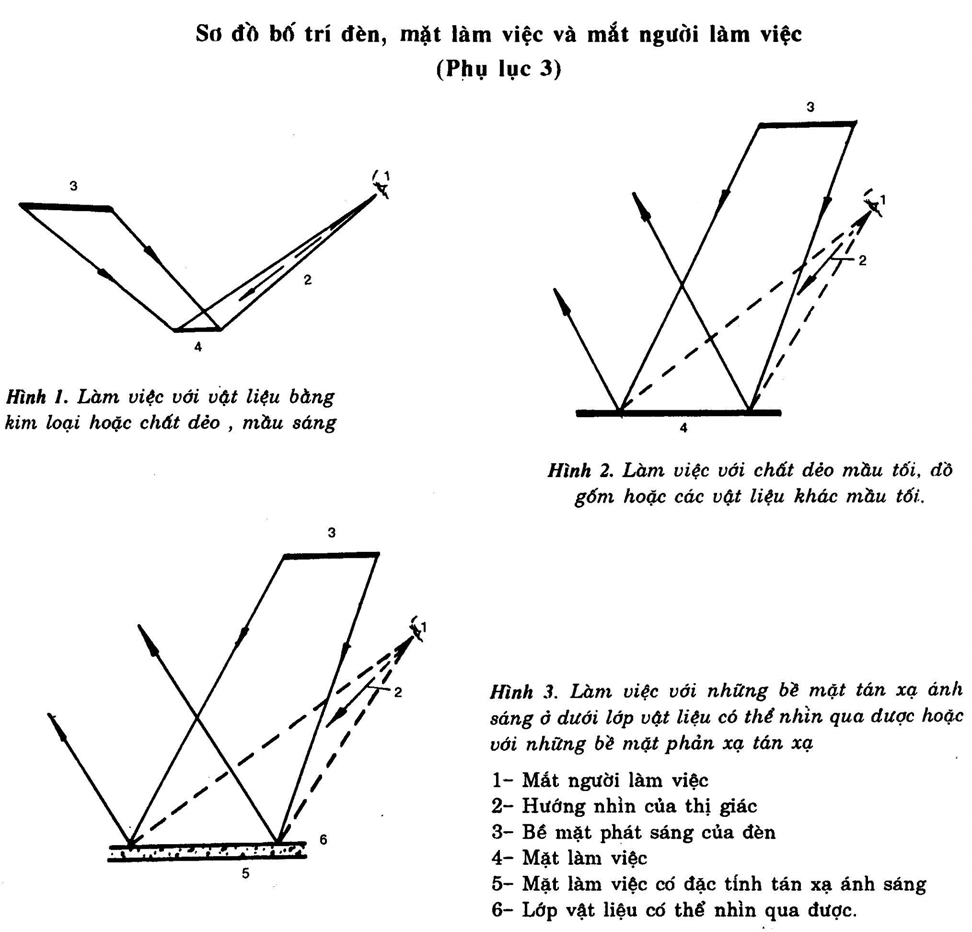 Sơ đồ bố trí đèn, mặt làm việc và mắt người làm việc
(Phụ lục 3)
3
1
2
4
Hình 1. Làm việc với vật liệu bằng
kim loại hoặc chất dẻo , mầu sáng
3
1
2
4
Hình 2. Làm việc với chất dẻo mầu tối, đồ
gốm hoặc các vật liệu khác mầu tối.
3
1
2
6
5
Hình 3. Làm việc với những bề mặt tán xạ ánh
sáng ở dưới lớp vật liệu có thể nhìn qua được hoặc
với những bề mặt phản xạ tán xạ
1- Mắt người làm việc
2- Hướng nhìn của thị giác
3- Bề mặt phát sáng của đèn
4- Mặt làm việc
5- Mặt làm việc có đặc tính tán xạ ánh sáng
6- Lớp vật liệu có thể nhìn qua được.